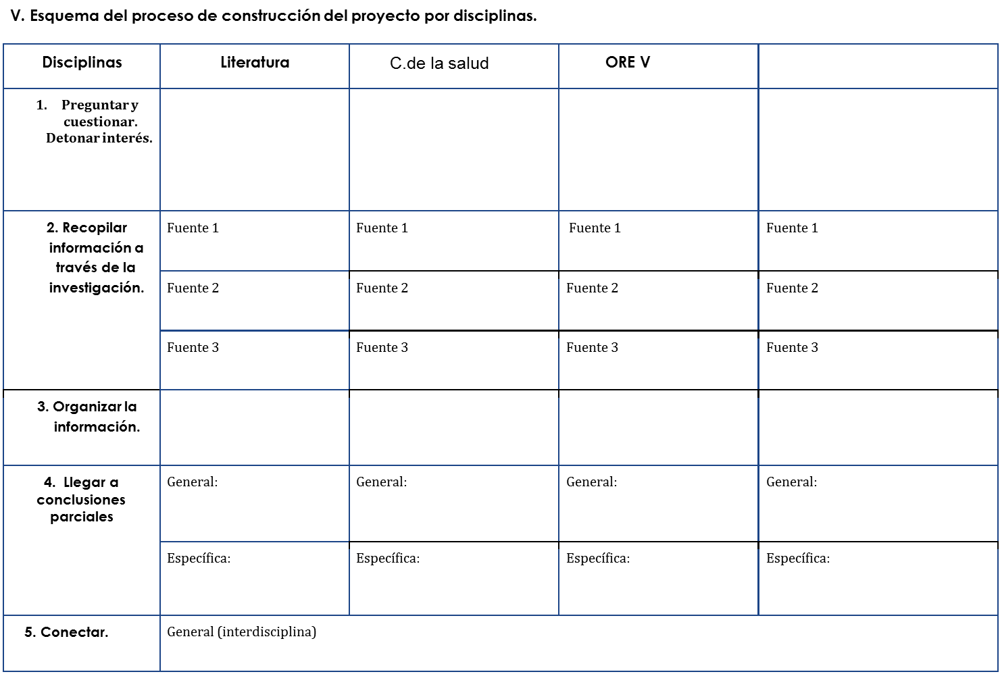 V. Esquema del proceso de construcción del proyecto por disciplinas.
Disciplinas
Literatura
C.de la salud
ORE V
1. Preguntar y
cuestionar.
Detonar interés.
2. Recopilar
información a
través de la
investigación.
Fuente 1
Fuente 1
Fuente 1
Fuente 1
Fuente 2
Fuente 2
Fuente 2
Fuente 2
Fuente 3
Fuente 3
Fuente 3
Fuente 3
3. Organizar la
información.
4. Llegar a
conclusiones
parciales
General:
General:
General:
General:
Específica:
Específica:
Específica:
Específica:
5. Conectar.
General (interdisciplina)